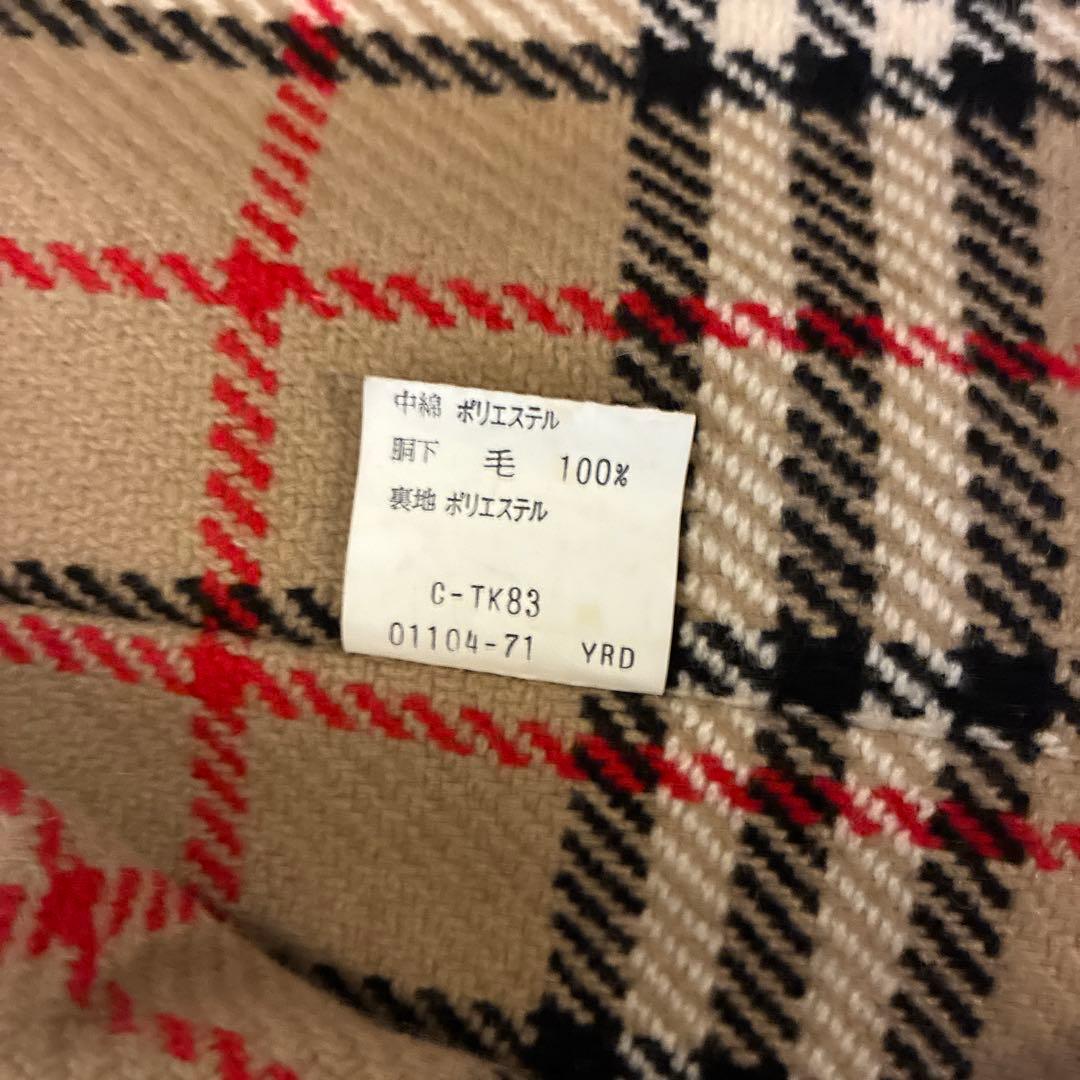 中綿 ポリエステル
胴下 毛 100%
裏地 ポリエステル
C-TK83
01104-71 YRD